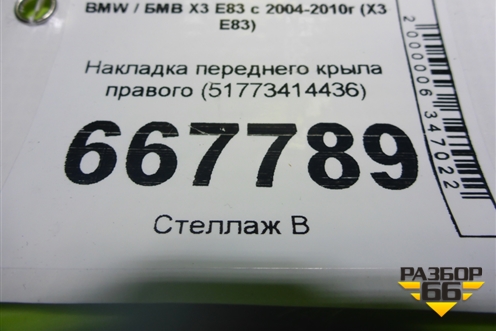 BMW / БМВ X3 E83 с 2004-2010г (X3
E83)
Накладка переднего крыла
правого (51773414436)
667789
Стеллаж В
2000006347022
РАЗБОР
66